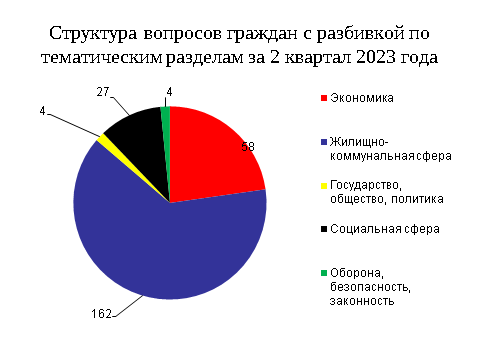 Структура вопросов граждан с разбивкой по
тематическим разделам за 2 квартал 2023 года
27
4
4
58
162
Экономика
Жилищно-
коммунальная сфера
Государство,
общество, политика
Социальная сфера
Оборона,
безопасность,
законность